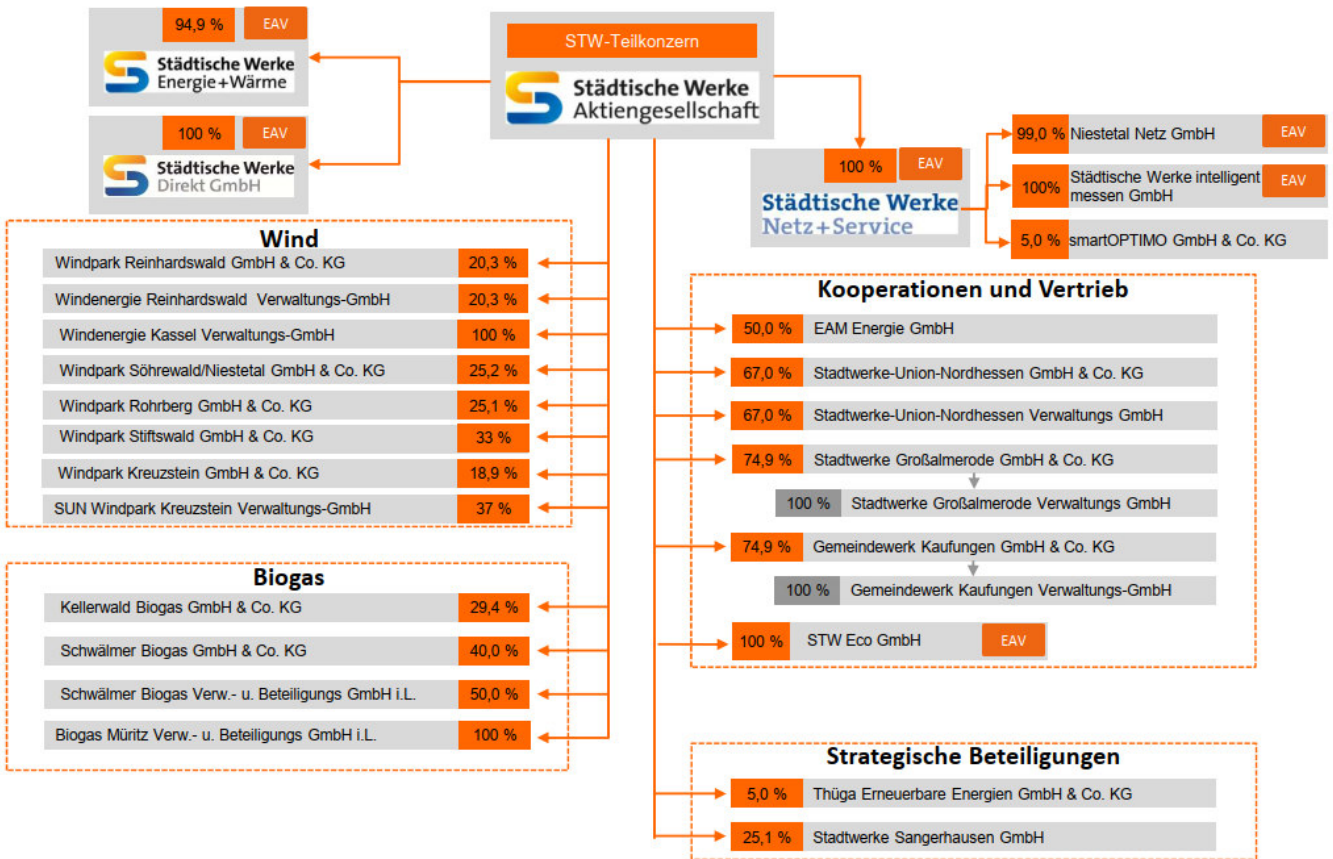 94,9 % EAV
Städtische Werke
Energie+Wärme
100 % EAV
Städtische Werke
Direkt GmbH
STW-Teilkonzern
Städtische Werke
Aktiengesellschaft
100 % EAV
Städtische Werke
Netz+Service
99,0 % Niestetal Netz GmbH EAV
100% Städtische Werke intelligent
messen GmbH EAV
5,0 % smartOPTIMO GmbH & Co. KG
Wind
Windpark Reinhardswald GmbH & Co. KG 20,3 %
Windenergie Reinhardswald Verwaltungs-GmbH 20,3 %
Windenergie Kassel Verwaltungs-GmbH 100 %
Windpark Söhrewald/Niestetal GmbH & Co. KG 25,2 %
Windpark Rohrberg GmbH & Co. KG 25,1 %
Windpark Stiftswald GmbH & Co. KG 33 %
Windpark Kreuzstein GmbH & Co. KG 18,9 %
SUN Windpark Kreuzstein Verwaltungs-GmbH 37 %
Biogas
Kellerwald Biogas GmbH & Co. KG 29,4 %
Schwälmer Biogas GmbH & Co. KG 40,0 %
Schwälmer Biogas Verw.- u. Beteiligungs GmbH i.L. 50,0 %
Biogas Müritz Verw.- u. Beteiligungs GmbH i.L. 100 %
Kooperationen und Vertrieb
50,0 % EAM Energie GmbH
67,0 % Stadtwerke-Union-Nordhessen GmbH & Co. KG
67,0 % Stadtwerke-Union-Nordhessen Verwaltungs GmbH
74,9 % Stadtwerke Großalmerode GmbH & Co. KG
100 % Stadtwerke Großalmerode Verwaltungs GmbH
74,9 % Gemeindewerk Kaufungen GmbH & Co. KG
100 % Gemeindewerk Kaufungen Verwaltungs-GmbH
100 % STW Eco GmbH EAV
Strategische Beteiligungen
5,0 % Thüga Erneuerbare Energien GmbH & Co. KG
25,1 % Stadtwerke Sangerhausen GmbH